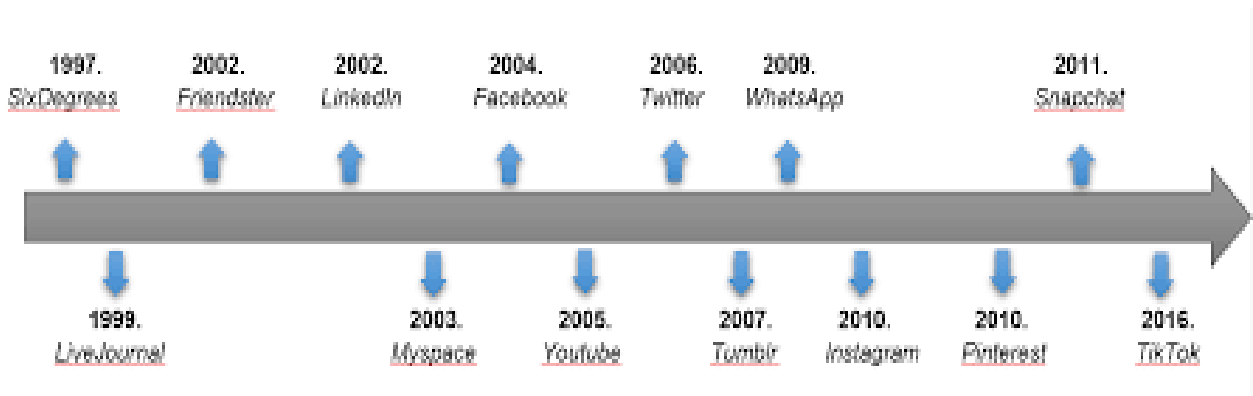 1997.
SixDegrees
2002.
Friendster
2002.
LinkedIn
2004.
Facebook
2006.
Twitter
2009.
WhatsApp
2011.
Snapchat
1999.
LiveJournal
2003.
Myspace
2005.
Youtube
2007.
Tumblr
2010.
Instagram
2010.
Pinterest
2016.
TikTok